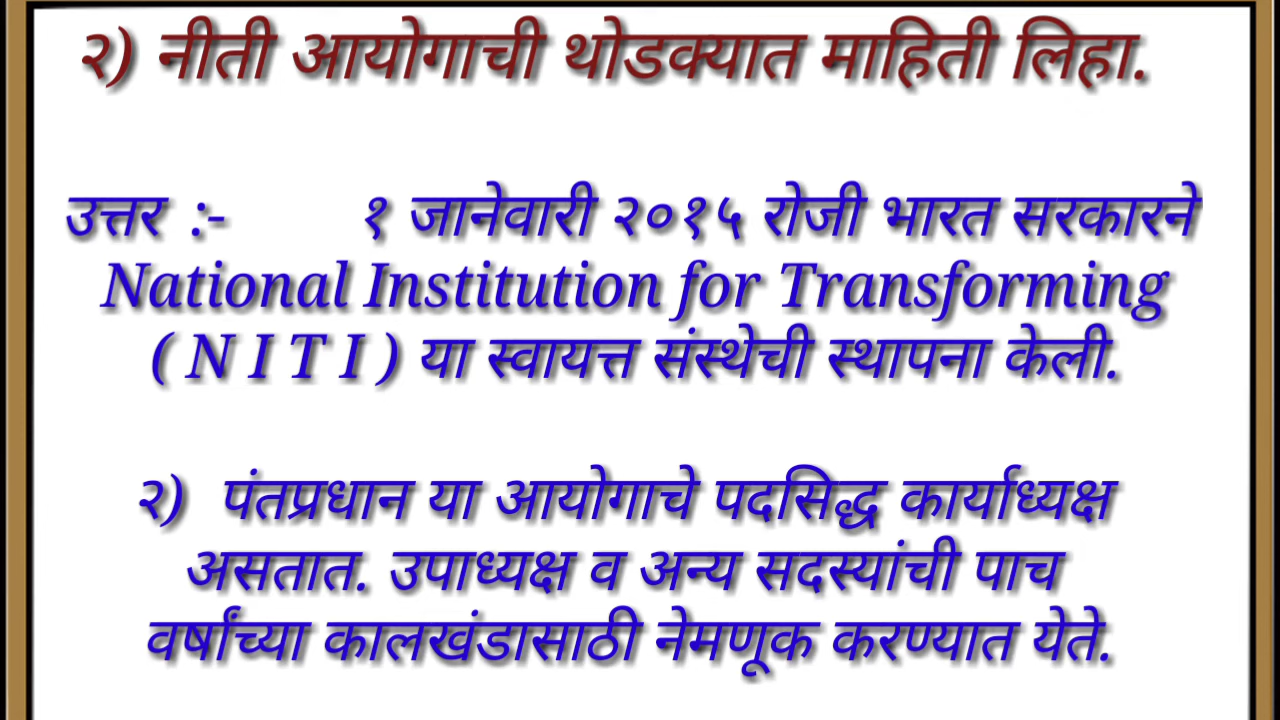 २) नीती आयोगाची थोडक्यात माहिती लिहा.
उत्तर :- १ जानेवारी २०१५ रोजी भारत सरकारने
National Institution for Transforming
( N I T I ) या स्वायत्त संस्थेची स्थापना केली.
२) पंतप्रधान या आयोगाचे पदसिद्ध कार्याध्यक्ष
असतात. उपाध्यक्ष व अन्य सदस्यांची पाच
वर्षांच्या कालखंडासाठी नेमणूक करण्यात येते.